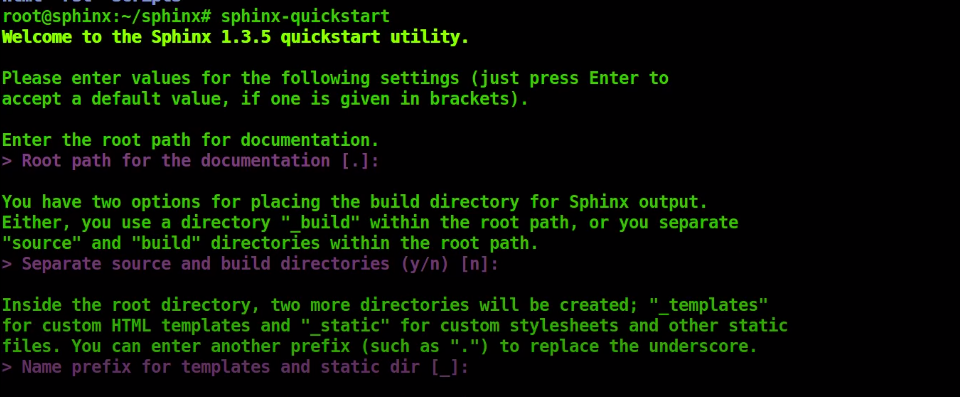 root@sphinx:~/sphinx# sphinx-quickstart
Welcome to the Sphinx 1.3.5 quickstart utility.
Please enter values for the following settings (just press Enter to
accept a default value, if one is given in brackets).
Enter the root path for documentation.
> Root path for the documentation [.]:
You have two options for placing the build directory for Sphinx output.
Either, you use a directory "_build" within the root path, or you separate
"source" and "build" directories within the root path.
> Separate source and build directories (y/n) [n]:
Inside the root directory, two more directories will be created; "_templates"
for custom HTML templates and "_static" for custom stylesheets and other static
files. You can enter another prefix (such as ".") to replace the underscore.
> Name prefix for templates and static dir [_]: